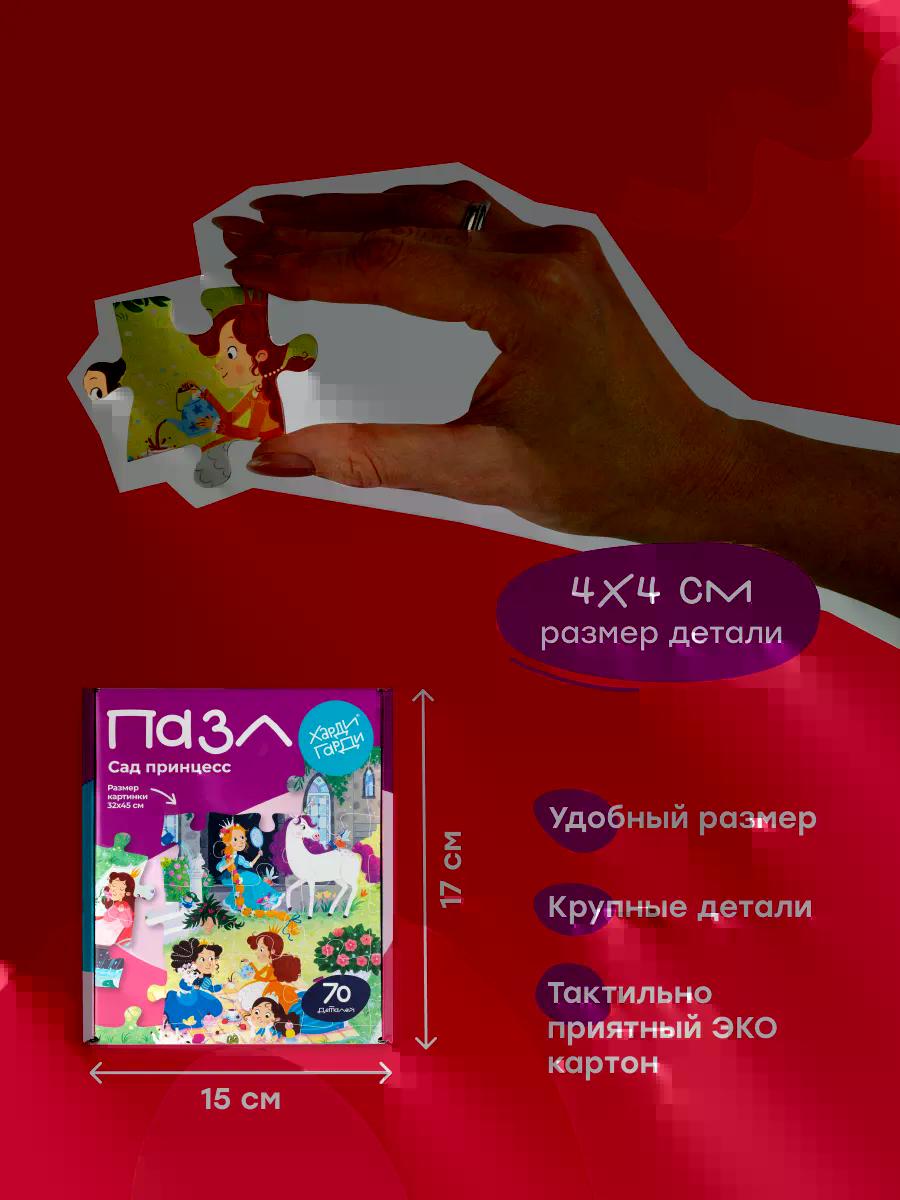 4х4 см
размер детали
Пазл
Харди
Гарди
Сад принцесс
Размер
картинки
32х45 см
70
деталей
17 см
15 см
Удобный размер
Крупные детали
Тактильно
приятный ЭКО
картон